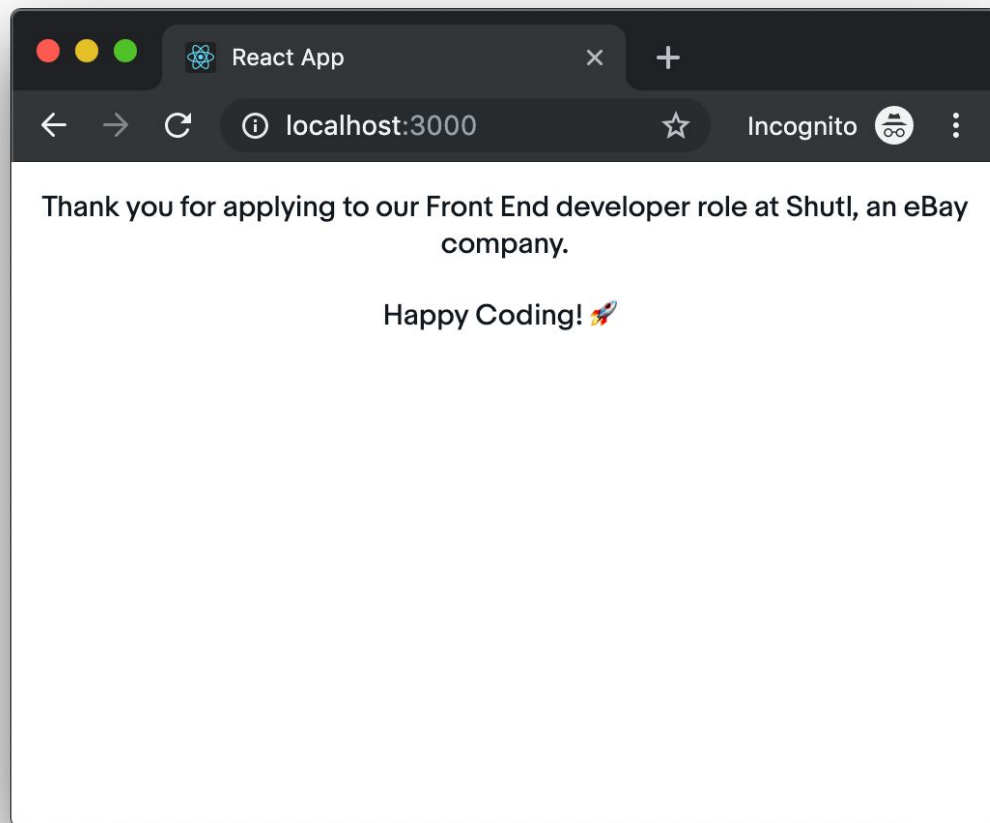 React App
localhost:3000
Incognito
Thank you for applying to our Front End developer role at Shutl, an eBay
company.
Happy Coding! 🚀